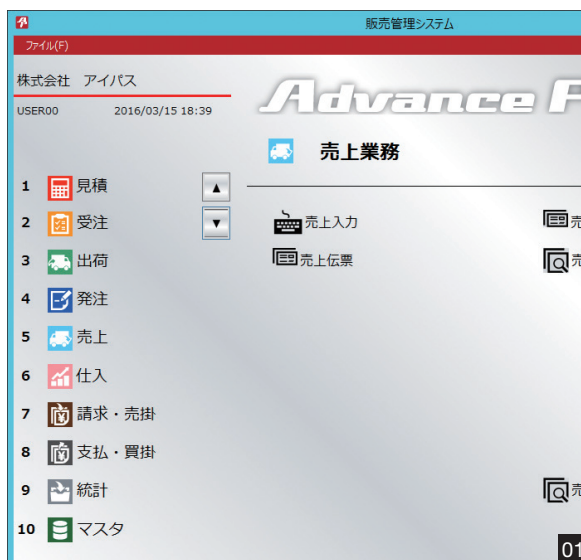 販売管理システム
ファイル(F)
株式会社 アイパス
USER00 2016/03/15 18:39
Advance
売上業務
1 見積
2 受注
3 出荷
4 発注
5 売上
6 仕入
7 請求・売掛
8 支払・買掛
9 統計
10 マスタ
売上入力
売
売上伝票
売
売
01